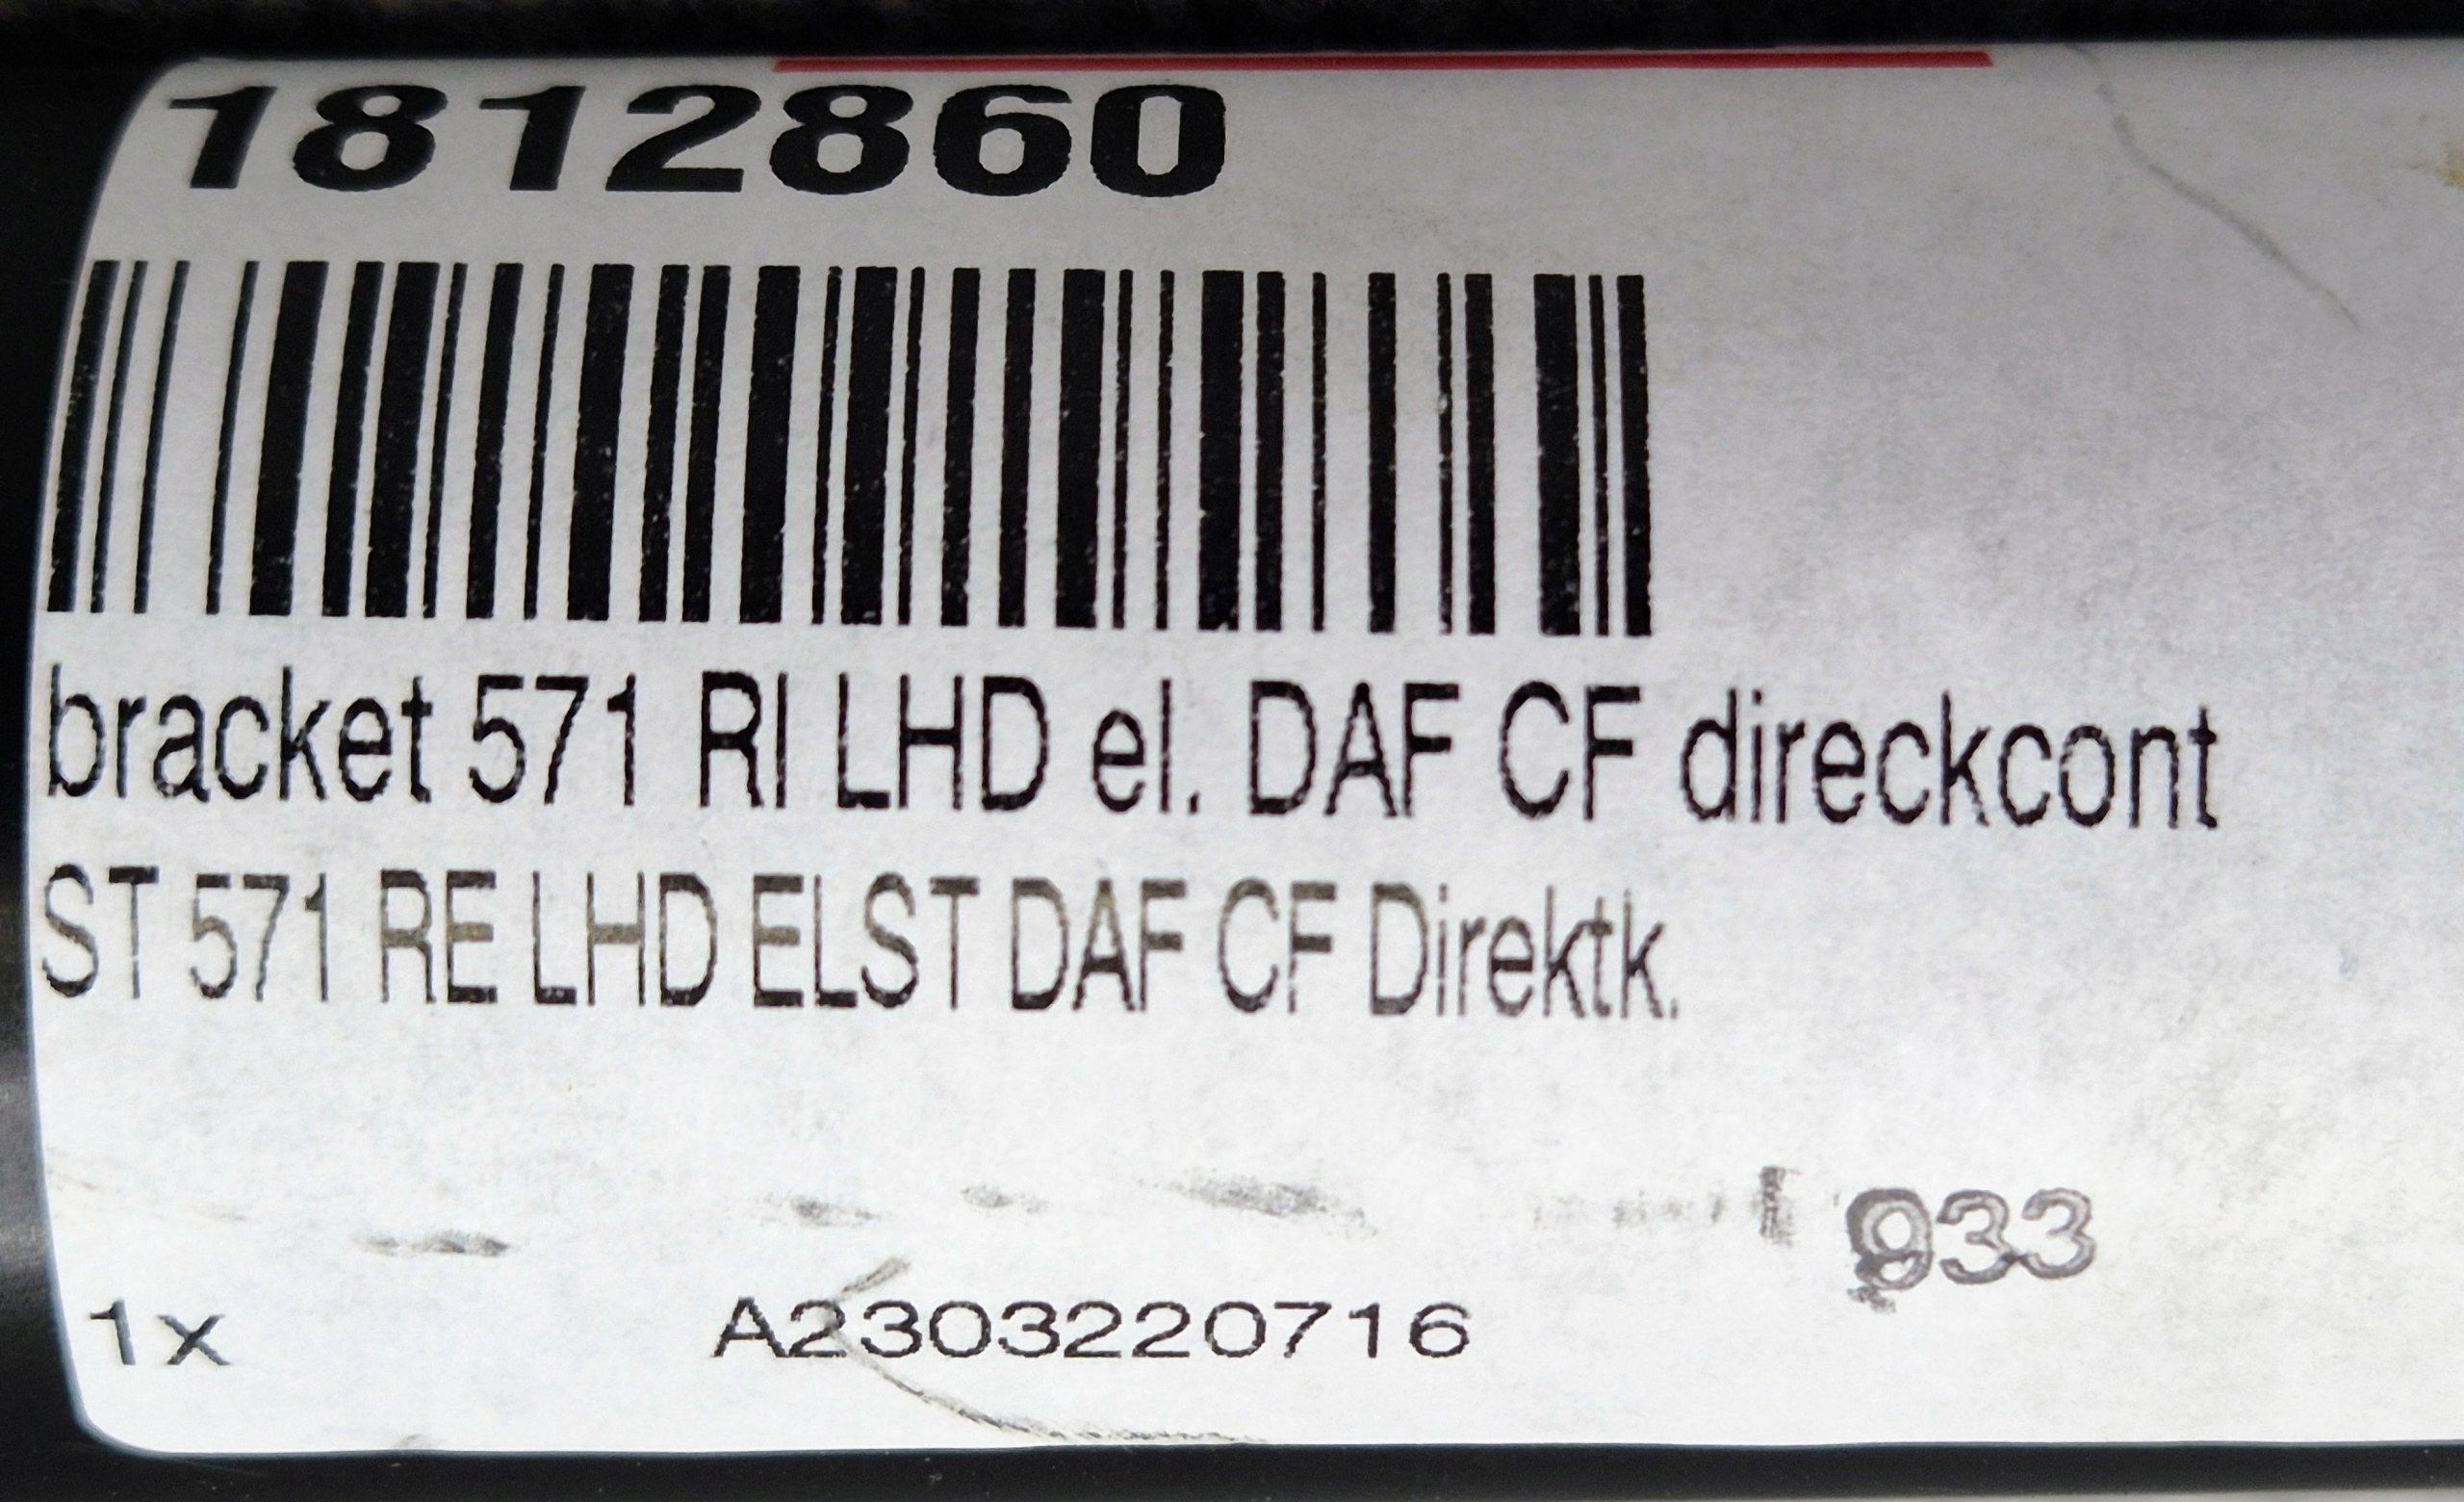 1812860
bracket 571 RI LHD el. DAF CF direckcont
ST 571 RE LHD ELST DAF CF Direktk.
933
1x A2303220716